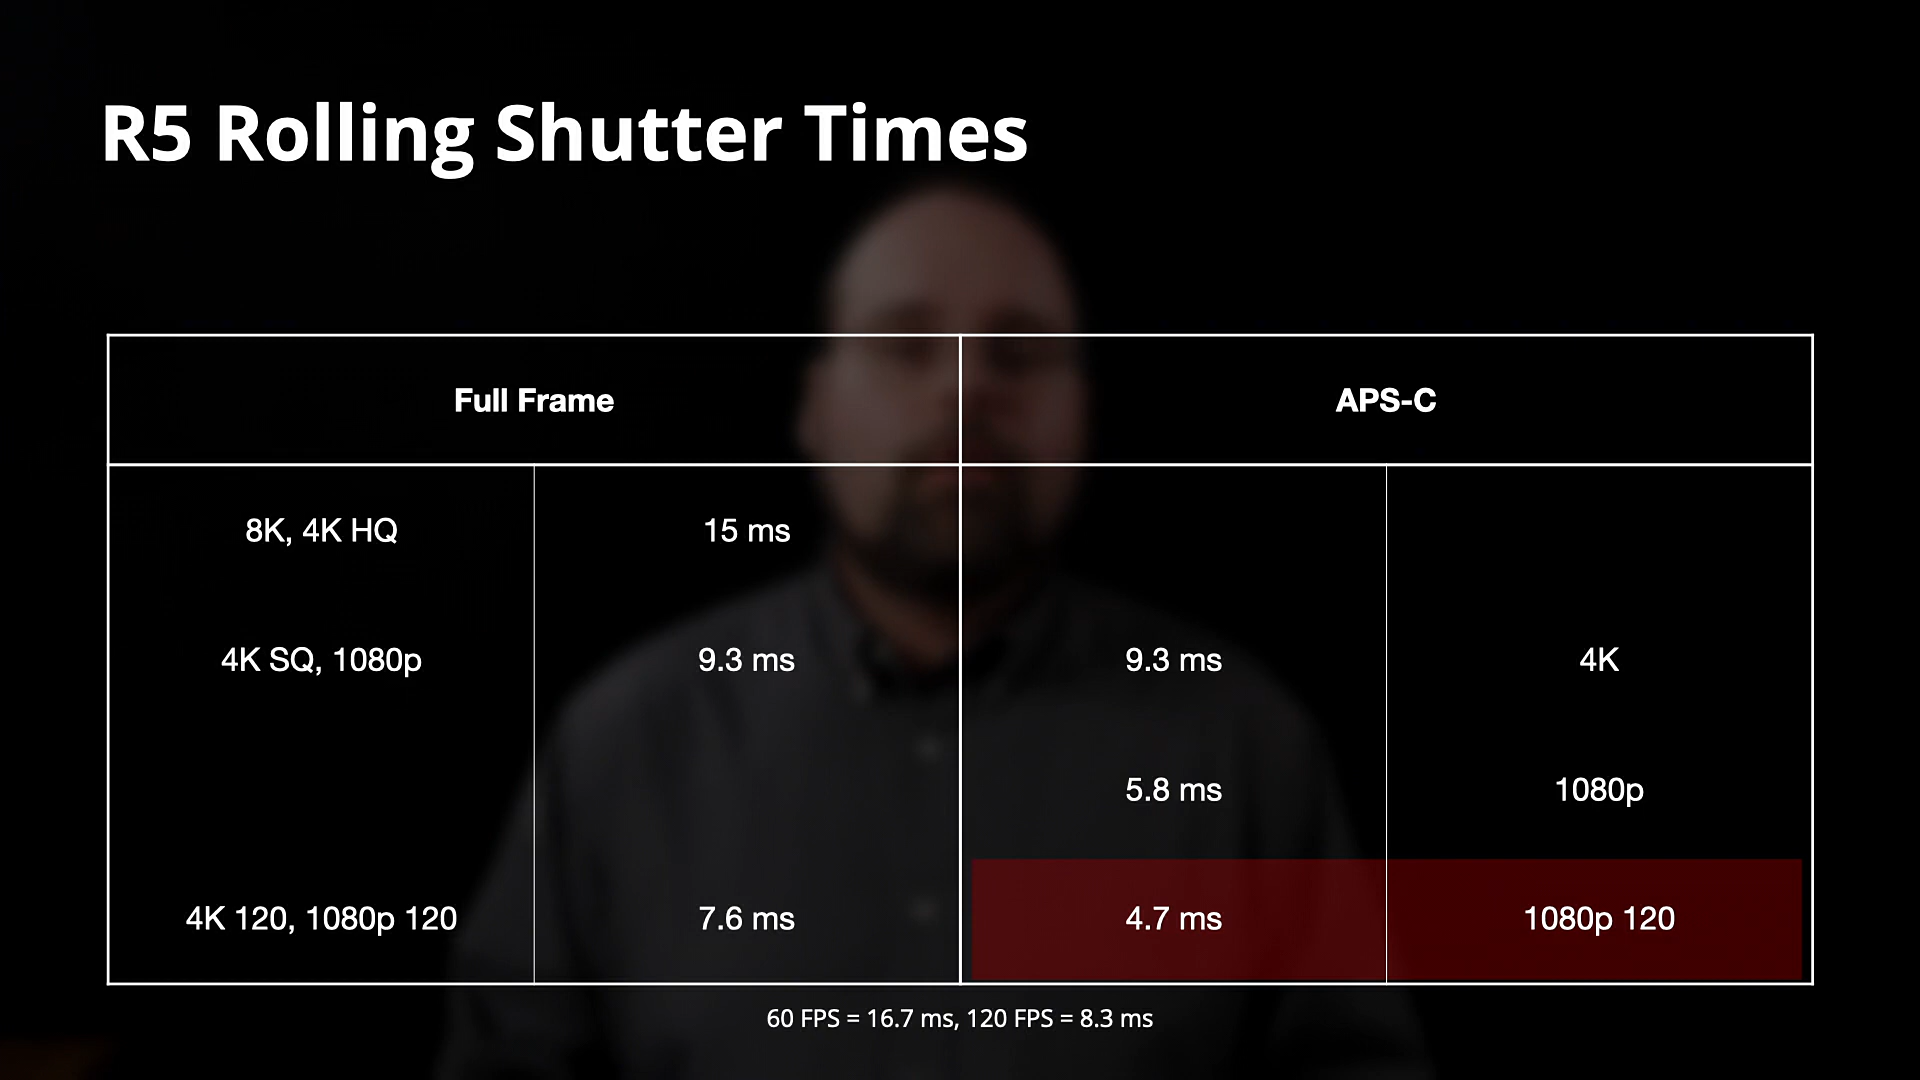 R5 Rolling Shutter Times
Full Frame
APS-C
8K, 4K HQ
15 ms
4K SQ, 1080p
9.3 ms
9.3 ms
4K
5.8 ms
1080p
4K 120, 1080p 120
7.6 ms
4.7 ms
1080p 120
60 FPS = 16.7 ms, 120 FPS = 8.3 ms